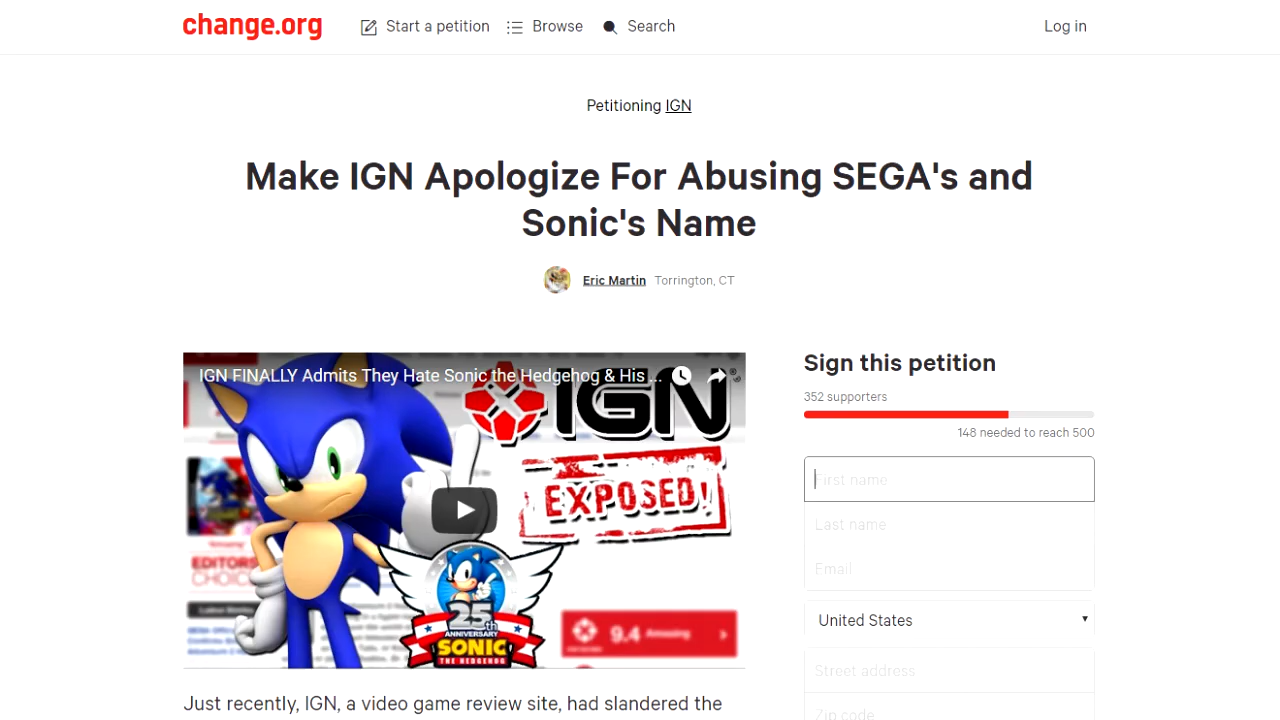 change.org
Start a petition
Browse
Search
Log in
Petitioning IGN
Make IGN Apologize For Abusing SEGA's and
Sonic's Name
Eric Martin Torrington, CT
IGN FINALLY Admits They Hate Sonic the Hedgehog & His ...
IGN
EXPOSED!
EDITORS'
CHOICE
25th
ANNIVERSARY
SONIC
THE HEDGEHOG
9.4 Amazing
Just recently, IGN, a video game review site, had slandered the
Sign this petition
352 supporters
148 needed to reach 500
First name
Last name
Email
United States
Street address
Zip code